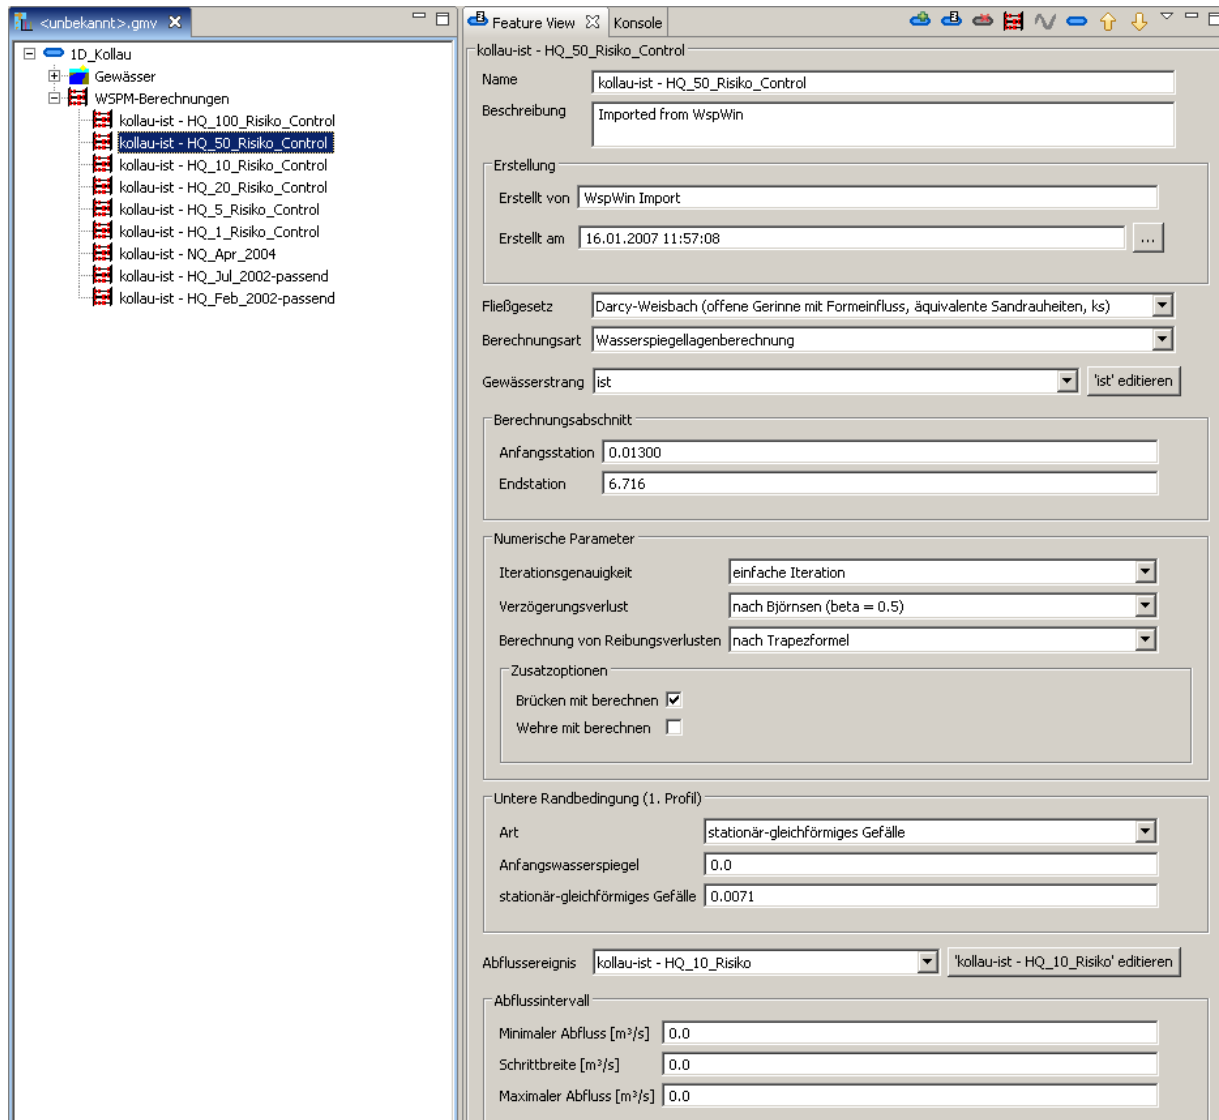 <unbekannt>.gmv
1D_Kollau
Gewässer
WSPM-Berechnungen
kollau-ist - HQ_100_Risiko_Control
kollau-ist - HQ_50_Risiko_Control
kollau-ist - HQ_10_Risiko_Control
kollau-ist - HQ_20_Risiko_Control
kollau-ist - HQ_5_Risiko_Control
kollau-ist - HQ_1_Risiko_Control
kollau-ist - NQ_Apr_2004
kollau-ist - HQ_Jul_2002-passend
kollau-ist - HQ_Feb_2002-passend
Feature View Konsole
kollau-ist - HQ_50_Risiko_Control
Name kollau-ist - HQ_50_Risiko_Control
Beschreibung Imported from WspWin
Erstellung
Erstellt von WspWin Import
Erstellt am 16.01.2007 11:57:08 ...
Fließgesetz Darcy-Weisbach (offene Gerinne mit Formeinfluss, äquivalente Sandrauheiten, ks)
Berechnungsart Wasserspiegellagenberechnung
Gewässerstrang ist 'ist' editieren
Berechnungsabschnitt
Anfangsstation 0.01300
Endstation 6.716
Numerische Parameter
Iterationsgenauigkeit einfache Iteration
Verzögerungsverlust nach Björnsen (beta = 0.5)
Berechnung von Reibungsverlusten nach Trapezformel
Zusatzoptionen
Brücken mit berechnen
Wehre mit berechnen
Untere Randbedingung (1. Profil)
Art stationär-gleichförmiges Gefälle
Anfangswasserspiegel 0.0
stationär-gleichförmiges Gefälle 0.0071
Abflussereignis kollau-ist - HQ_10_Risiko 'kollau-ist - HQ_10_Risiko' editieren
Abflussintervall
Minimaler Abfluss [m³/s] 0.0
Schrittbreite [m³/s] 0.0
Maximaler Abfluss [m³/s] 0.0